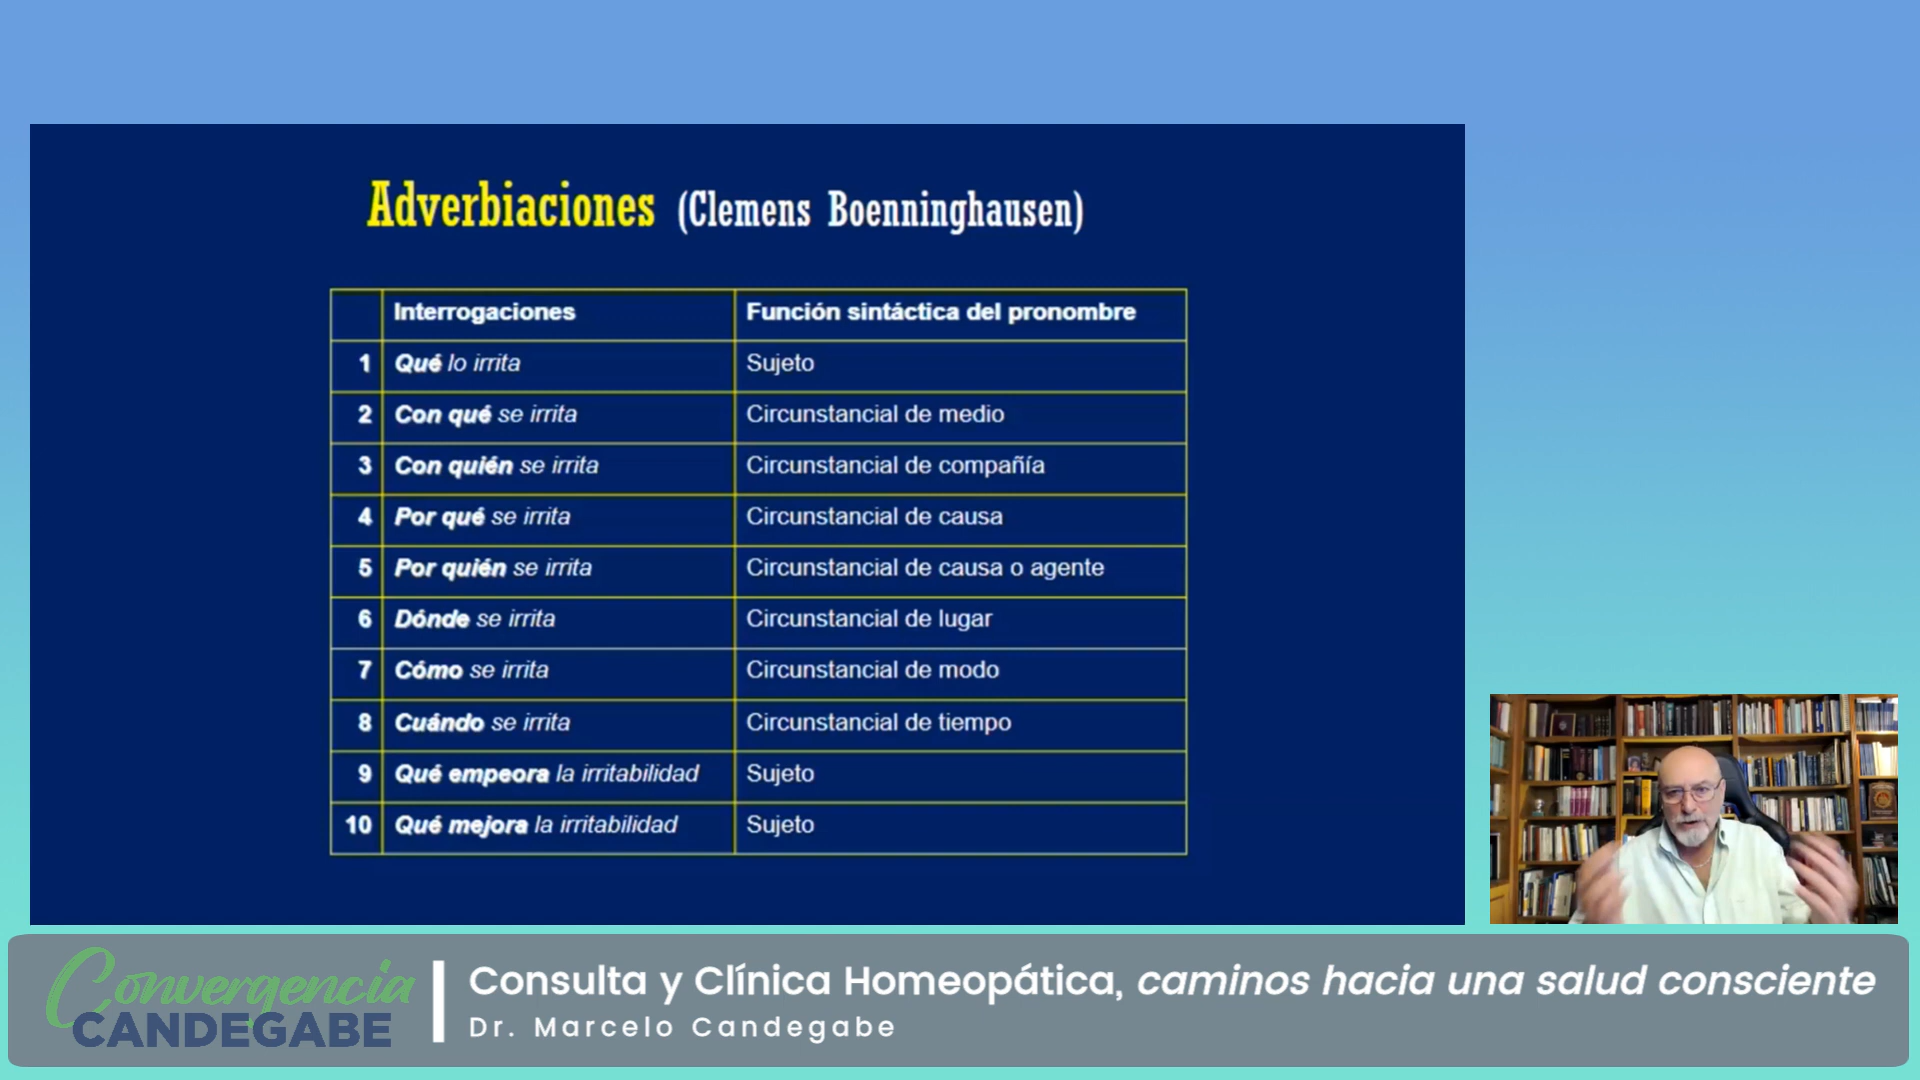 Adverbiaciones (Clemens Boenninghausen)
Interrogaciones Función sintáctica del pronombre
1 Qué lo irrita Sujeto
2 Con qué se irrita Circunstancial de medio
3 Con quién se irrita Circunstancial de compañía
4 Por qué se irrita Circunstancial de causa
5 Por quién se irrita Circunstancial de causa o agente
6 Dónde se irrita Circunstancial de lugar
7 Cómo se irrita Circunstancial de modo
8 Cuándo se irrita Circunstancial de tiempo
9 Qué empeora la irritabilidad Sujeto
10 Qué mejora la irritabilidad Sujeto
Convergencia
CANDEGABE
Consulta y Clínica Homeopática, caminos hacia una salud consciente
Dr. Marcelo Candegabe